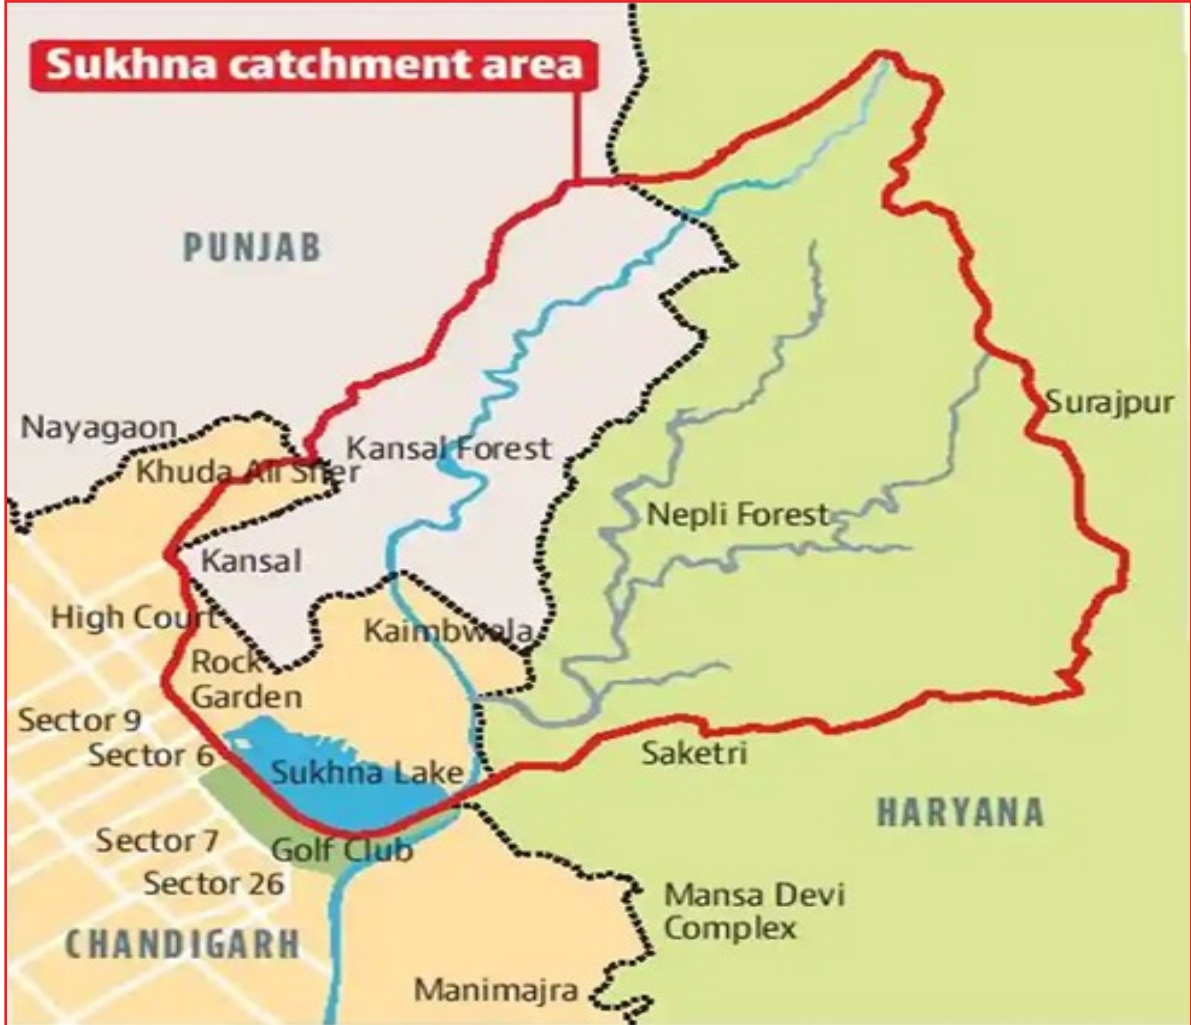 Sukhna catchment area
PUNJAB
Nayagaon
Khuda Ali Sher
Kansal Forest
Surajpur
Nepli Forest
Kansal
High Court
Kaimbwala
Rock
Garden
Sector 9
Sector 6
Sukhna Lake
Saketri
HARYANA
Sector 7
Golf Club
Sector 26
Mansa Devi
Complex
CHANDIGARH
Manimajra